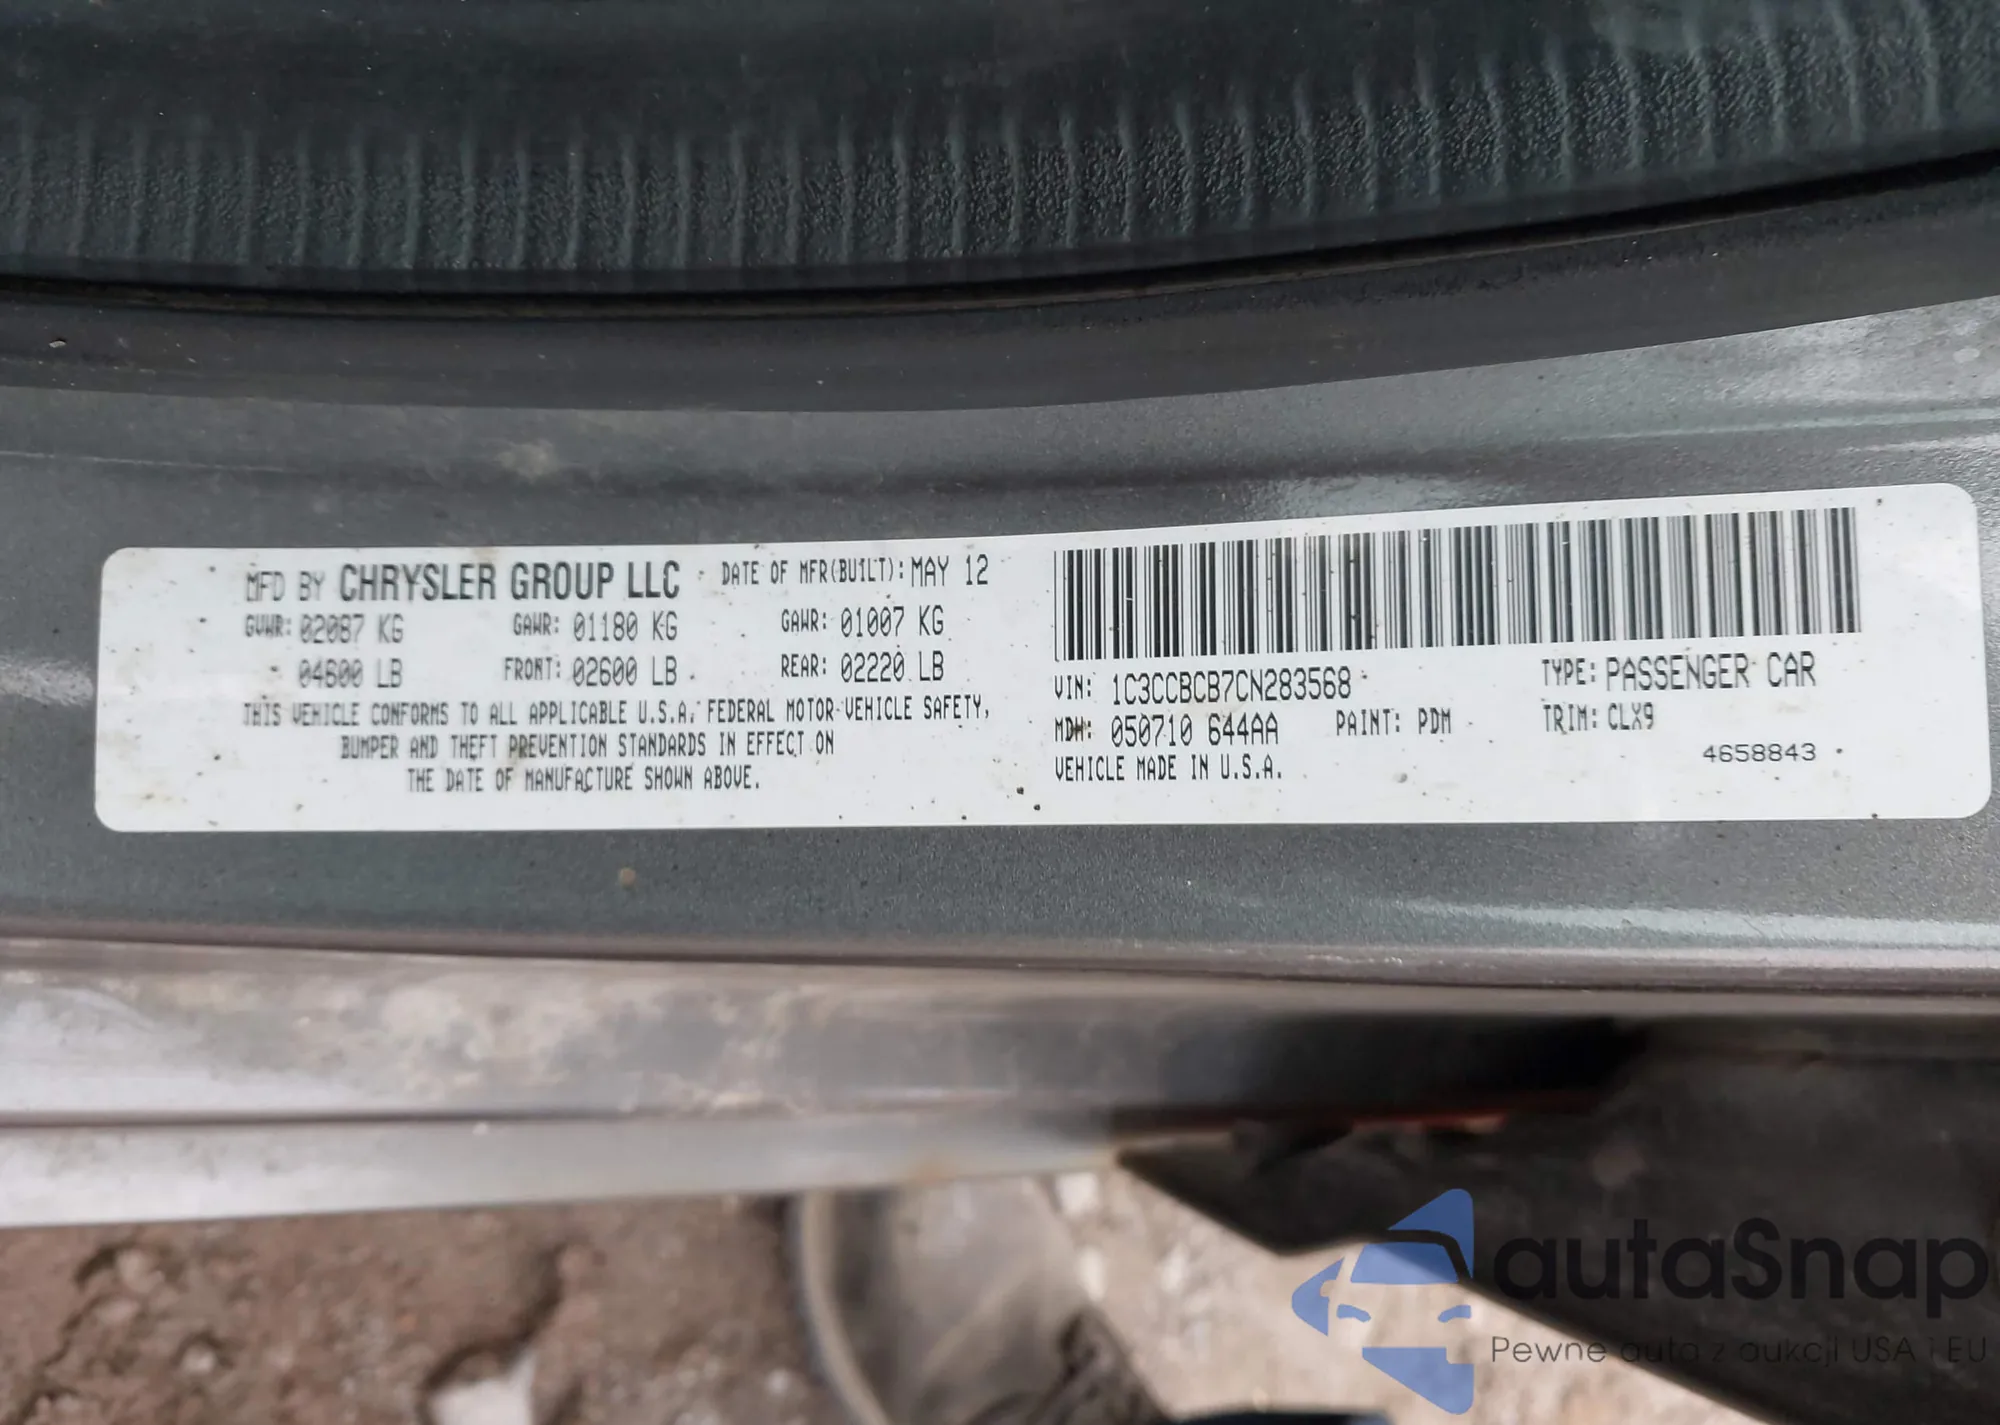 MFD BY CHRYSLER GROUP LLC DATE OF MFR(BUILT): MAY 12
GVWR: 02087 KG GAWR: 01180 KG GAWR: 01007 KG
04600 LB FRONT: 02600 LB REAR: 02220 LB
THIS VEHICLE CONFORMS TO ALL APPLICABLE U.S.A. FEDERAL MOTOR VEHICLE SAFETY,
BUMPER AND THEFT PREVENTION STANDARDS IN EFFECT ON
THE DATE OF MANUFACTURE SHOWN ABOVE.
VIN: 1C3CCBCB7CN283568 TYPE: PASSENGER CAR
MDH: 050710 644AA PAINT: PDM TRIM: CLX9
VEHICLE MADE IN U.S.A. 4658843
autaSnap
Pewne auta z aukcji USA i EU